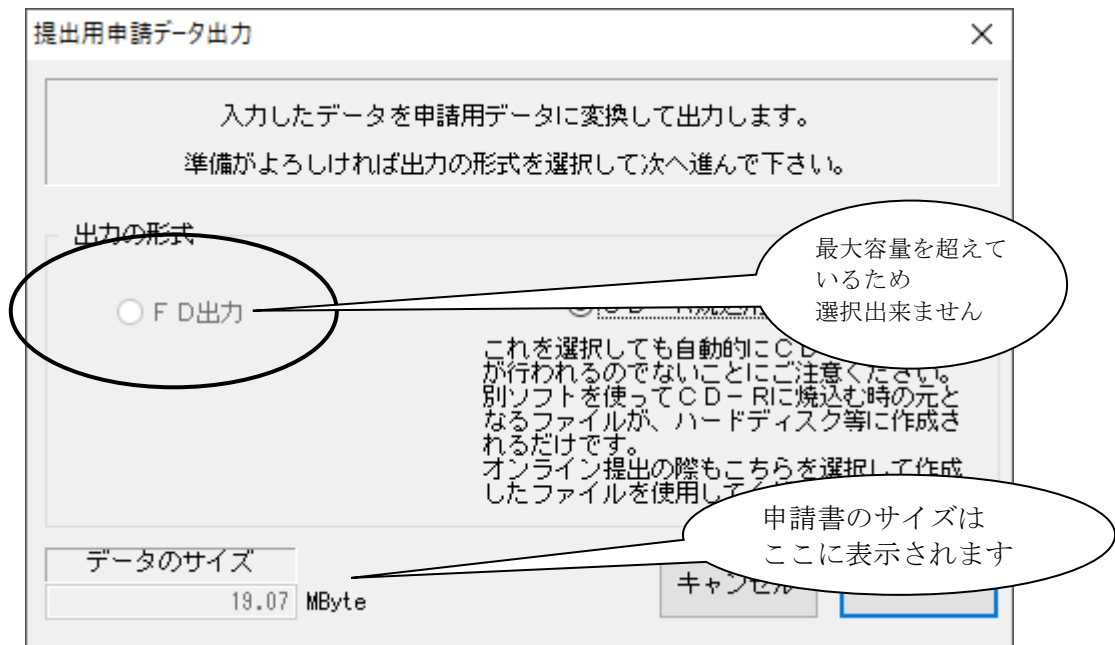 提出用申請データ出力
入力したデータを申請用データに変換して出力します。
準備がよろしければ出力の形式を選択して次へ進んで下さい。
出力の形式
最大容量を超えて
いるため
選択出来ません
ＦＤ出力
これを選択しても自動的にＣＤ
が行われるのでないことにご注意ください。
別ソフトを使ってＣＤ－Ｒに焼込む時の元と
なるファイルが、ハードディスク等に作成さ
れるだけです。
オンライン提出の際もこちらを選択して作成
したファイルを使用して
申請書のサイズは
ここに表示されます
データのサイズ
19.07 MByte
キャンセル